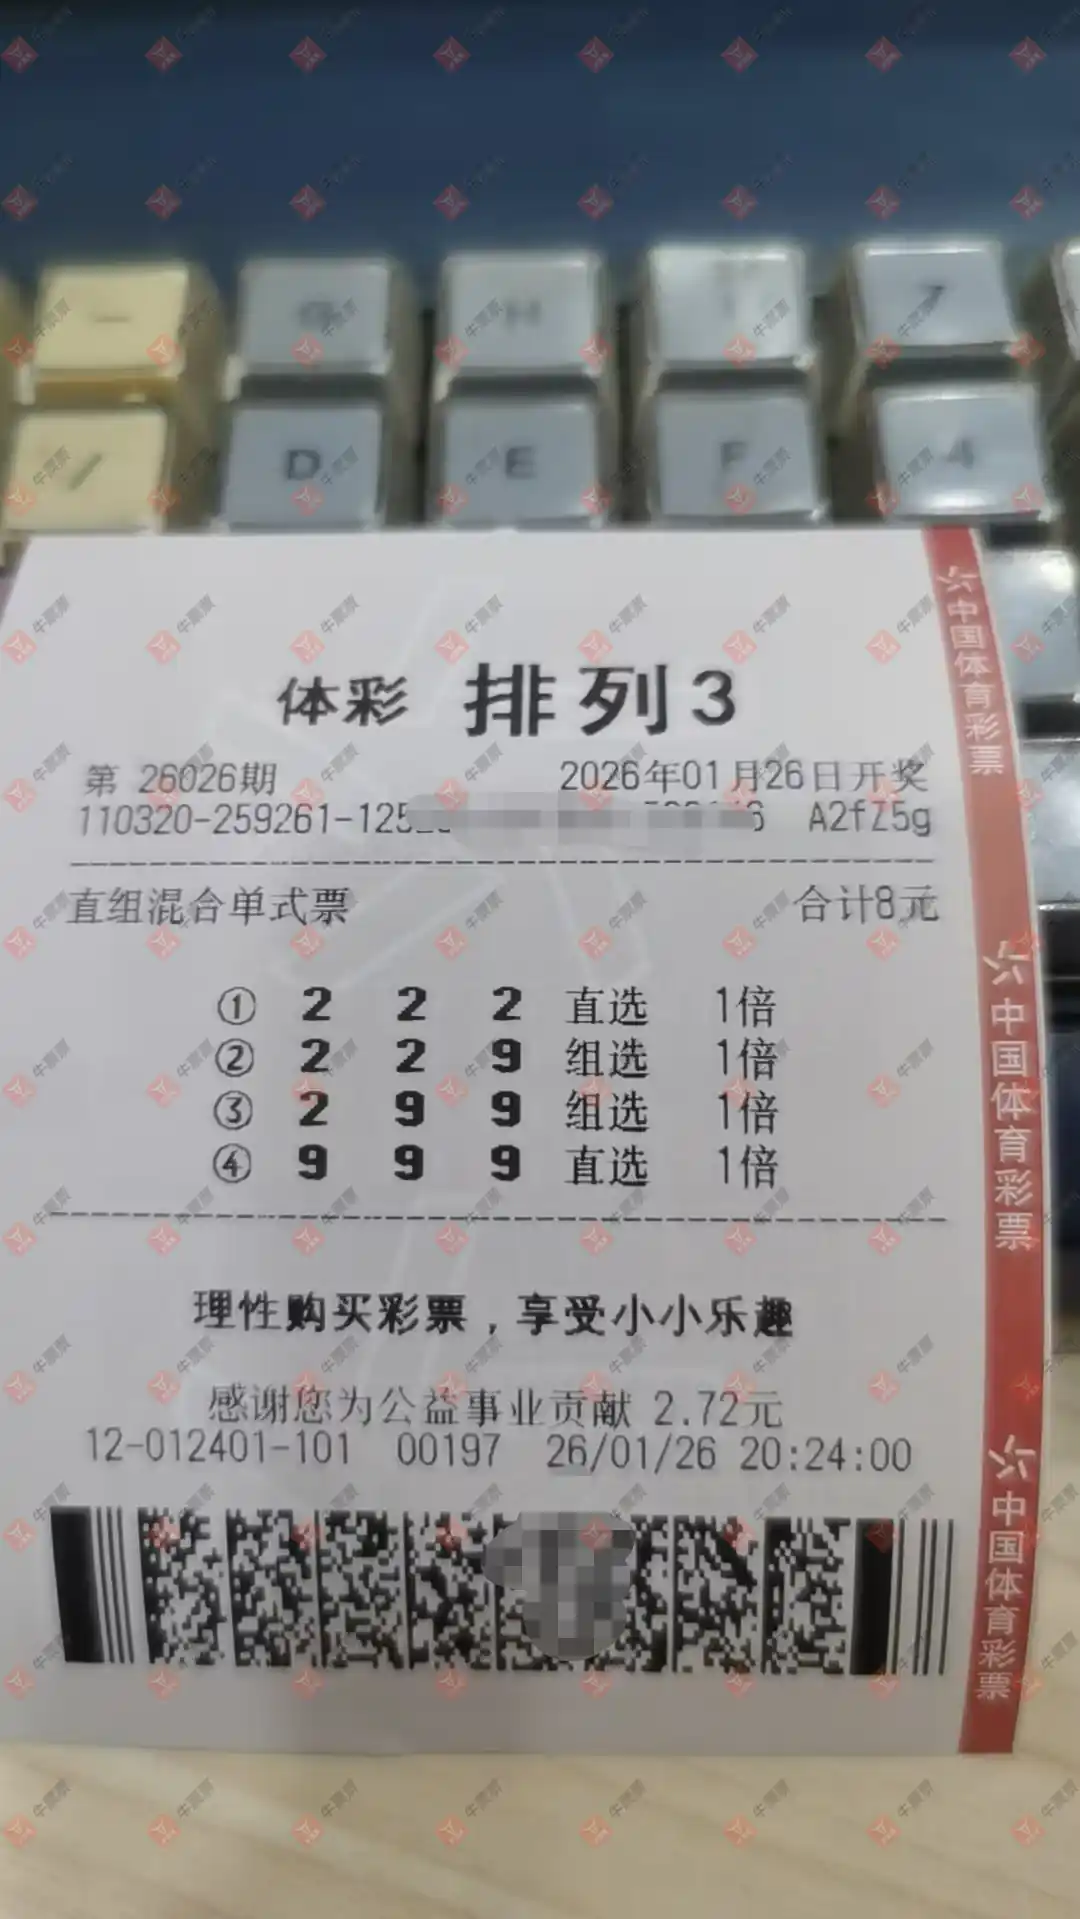 G H 7
D E F 4
体彩 排列3
第 26026期 2026年01月26日开奖
110320-259261-125 6 A2fZ5g
直组混合单式票 合计8元
① 2 2 2 直选 1倍
② 2 2 9 组选 1倍
③ 2 9 9 组选 1倍
④ 9 9 9 直选 1倍
理性购买彩票，享受小小乐趣
感谢您为公益事业贡献 2.72元
12-012401-101 00197 26/01/26 20:24:00
中国体育彩票
中国体育彩票
中国体育彩票
牛票票